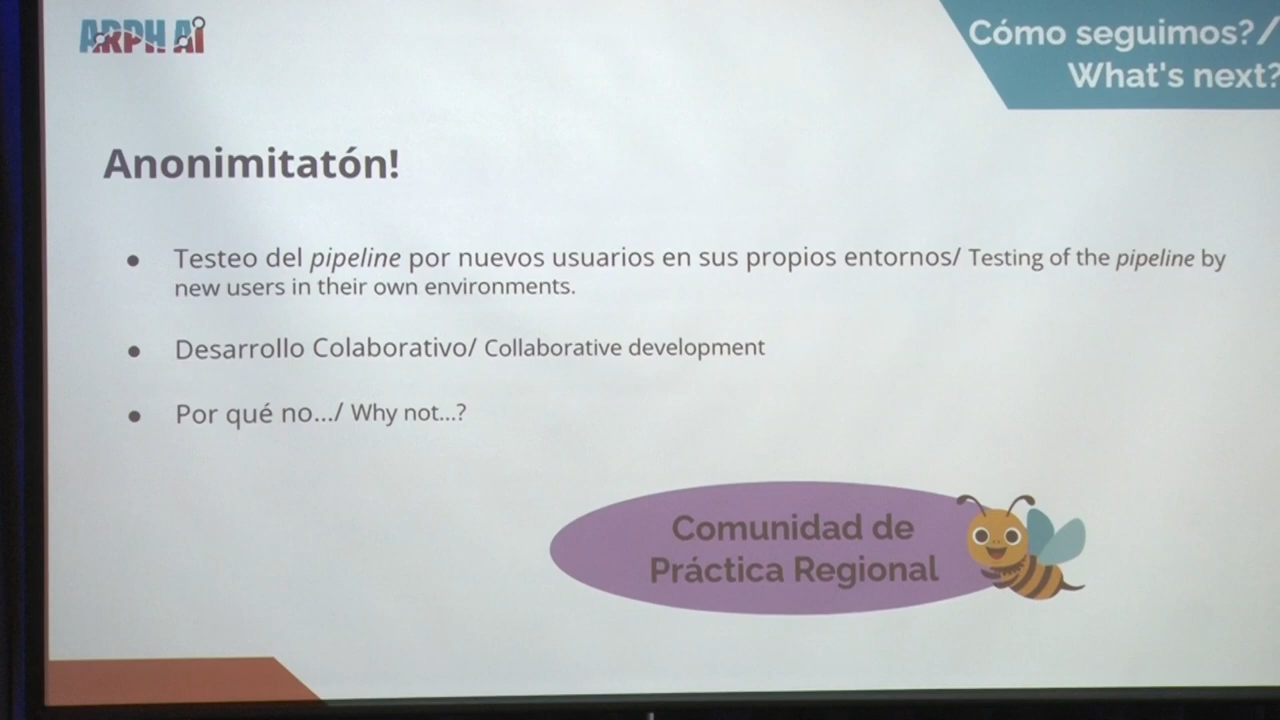 ARPH AI
Cómo seguimos?/
What's next?
Anonimitatón!
● Testeo del pipeline por nuevos usuarios en sus propios entornos/ Testing of the pipeline by
new users in their own environments.
● Desarrollo Colaborativo/ Collaborative development
● Por qué no.../ Why not...?
Comunidad de
Práctica Regional